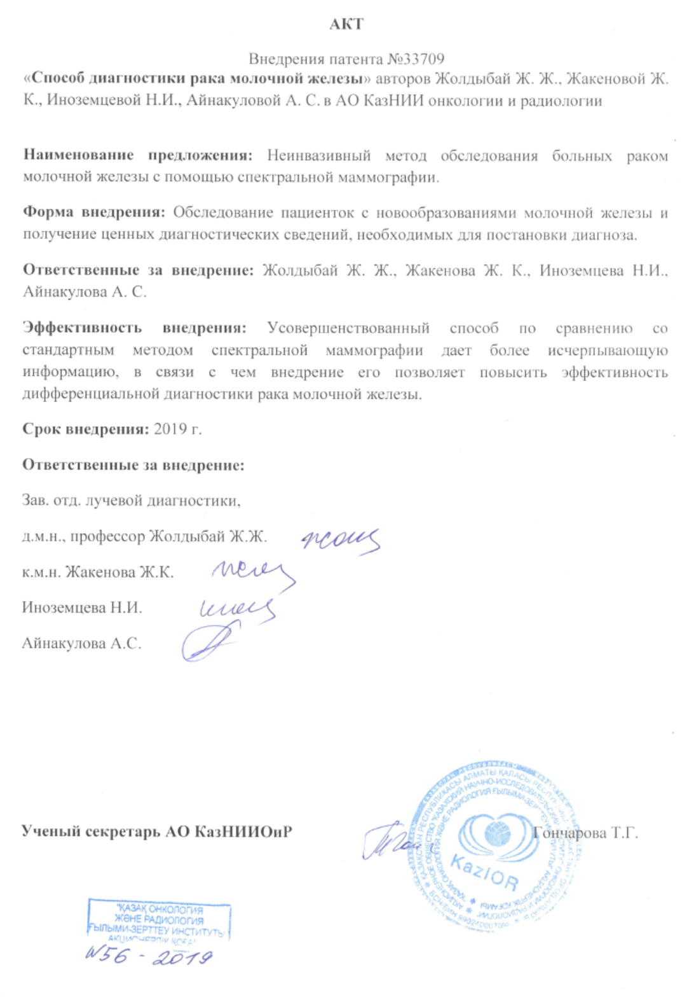 АКТ
Внедрения патента №33709
«Способ диагностики рака молочной железы» авторов Жолдыбай Ж. Ж., Жакеновой Ж.
К., Иноземцевой Н.И., Айнакуловой А. С. в АО КазНИИ онкологии и радиологии
Наименование предложения: Неинвазивный метод обследования больных раком
молочной железы с помощью спектральной маммографии.
Форма внедрения: Обследование пациенток с новообразованиями молочной железы и
получение ценных диагностических сведений, необходимых для постановки диагноза.
Ответственные за внедрение: Жолдыбай Ж. Ж., Жакенова Ж. К., Иноземцева Н.И.,
Айнакулова А. С.
Эффективность внедрения: Усовершенствованный способ по сравнению со
стандартным методом спектральной маммографии дает более исчерпывающую
информацию, в связи с чем внедрение его позволяет повысить эффективность
дифференциальной диагностики рака молочной железы.
Срок внедрения: 2019 г.
Ответственные за внедрение:
Зав. отд. лучевой диагностики,
д.м.н., профессор Жолдыбай Ж.Ж.
к.м.н. Жакенова Ж.К.
Иноземцева Н.И.
Айнакулова А.С.
Ученый секретарь АО КазНИИОиР
Гончарова Т.Г.
KazIOR
"ҚАЗАҚ ОНКОЛОГИЯ
ЖӘНЕ РАДИОЛОГИЯ
ҒЫЛЫМИ-ЗЕРТТЕУ ИНСТИТУТЫ
N56 - 2019